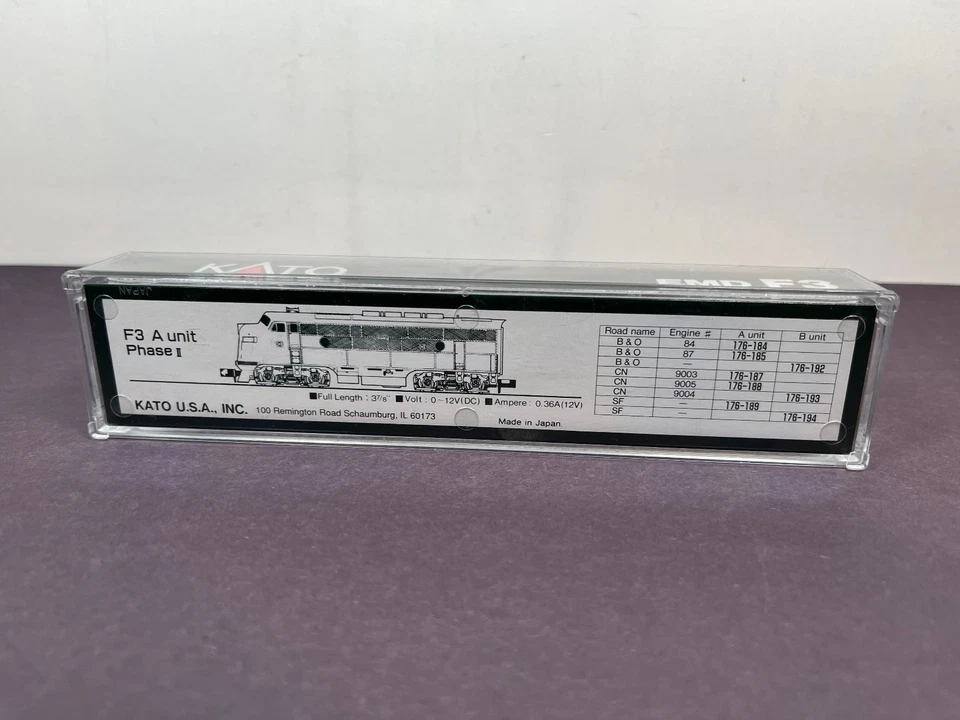 KATO
EMD F3
JAPAN
F3 A unit
Phase II
■Full Length : 3⅞" ■Volt : 0~12V(DC) ■Ampere : 0.36A(12V)
KATO U.S.A., INC. 100 Remington Road Schaumburg, IL 60173
Made in Japan.
Road name Engine # A unit B unit
B & O 84 176-184
B & O 87 176-185
B & O 176-192
CN 9003 176-187
CN 9005 176-188
CN 9004 176-193
SF — 176-189
SF — 176-194